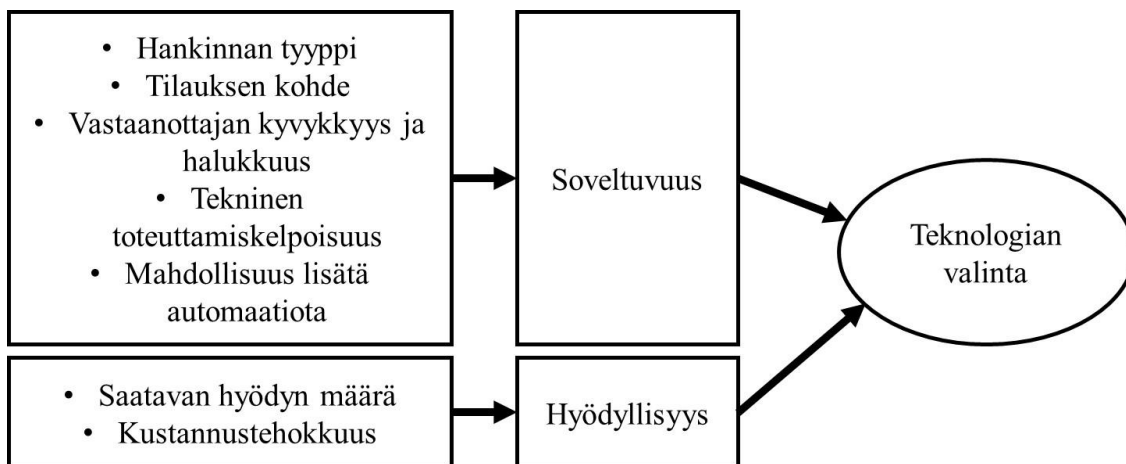 • Hankinnan tyyppi
• Tilauksen kohde
• Vastaanottajan kyvykkyys ja
halukkuus
• Tekninen
toteuttamiskelpoisuus
• Mahdollisuus lisätä
automaatiota
Soveltuvuus
Teknologian
valinta
• Saatavan hyödyn määrä
• Kustannustehokkuus
Hyödyllisyys